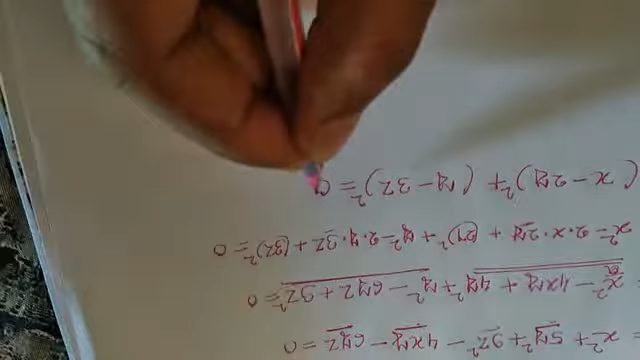 = x² + 5y² + 9z² - 4xy - 6yz = 0
= x² - 4xy + 4y² + y² - 6yz + 9z² = 0
x² - 2·x·2y + (2y)² + y² - 2·y·3z + (3z)² = 0
(x - 2y)² + (y - 3z)² = 0